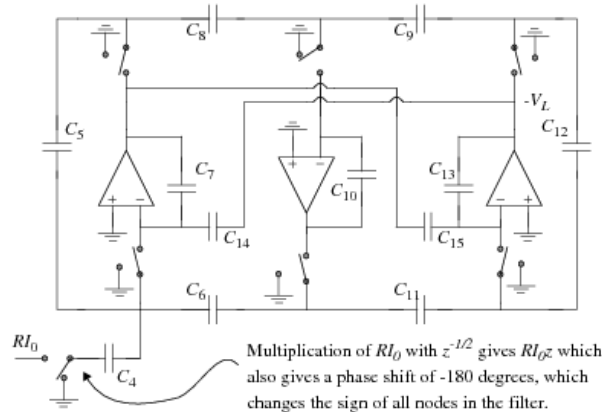 C8
C9
-VL
C5
C12
C7
C10
C13
+ −
+ −
− +
C14
C15
C6
C11
RI0
C4
Multiplication of RI0 with z-1/2 gives RI0z which
also gives a phase shift of -180 degrees, which
changes the sign of all nodes in the filter.